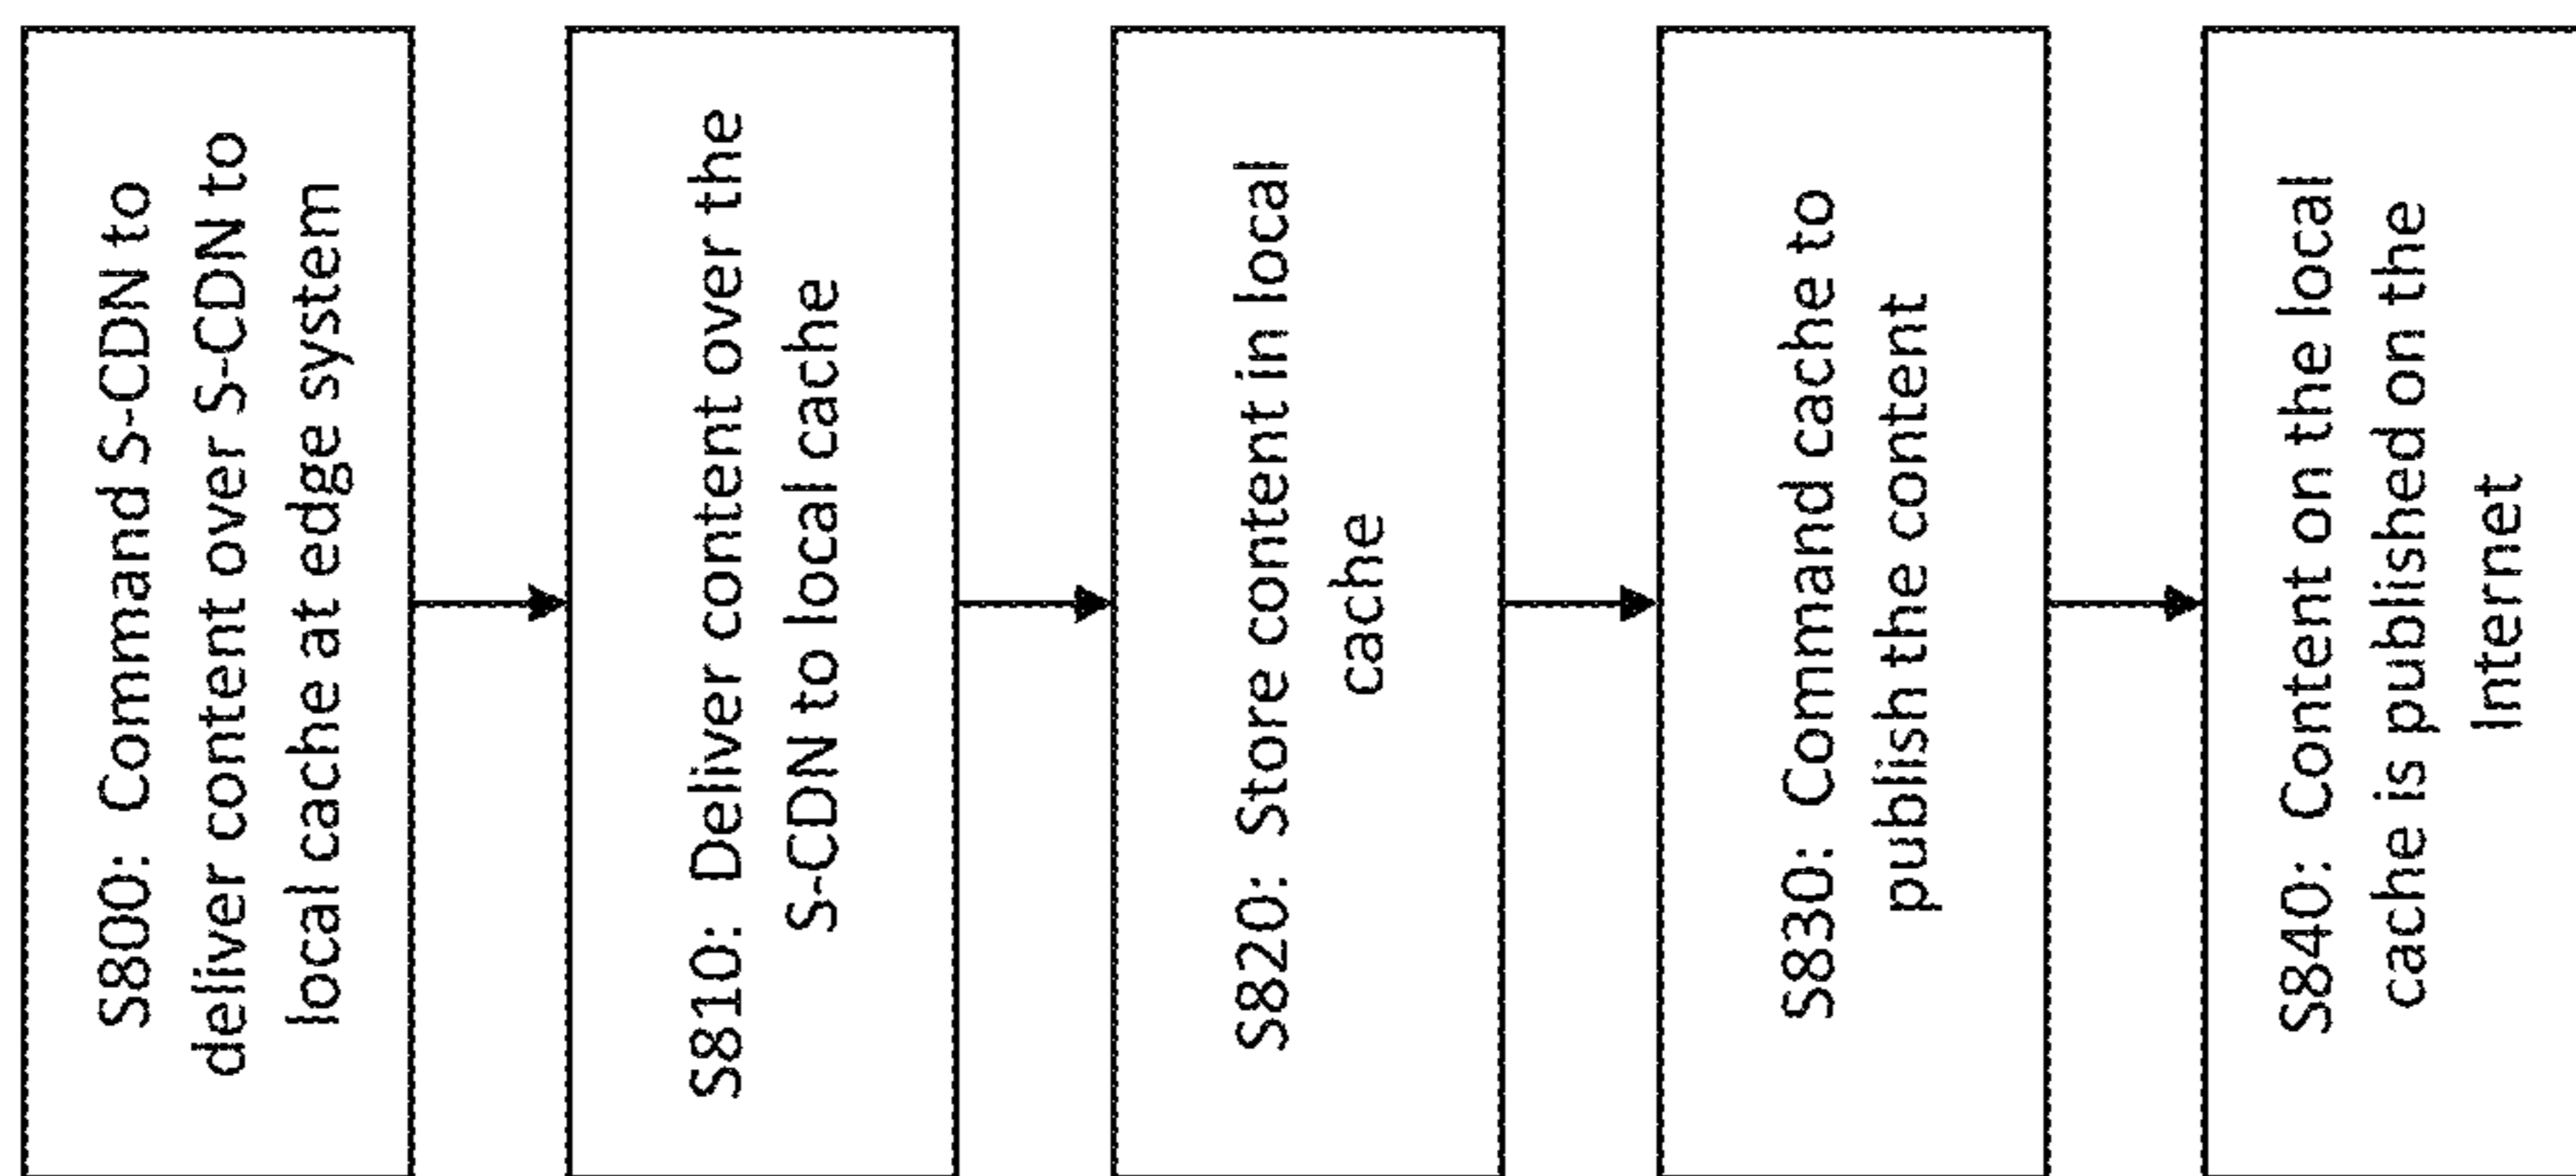 S800: Command S-CDN to
deliver content over S-CDN to
local cache at edge system
S810: Deliver content over the
S-CDN to local cache
S820: Store content in local
cache
S830: Command cache to
publish the content
S840: Content on the local
cache is published on the
Internet